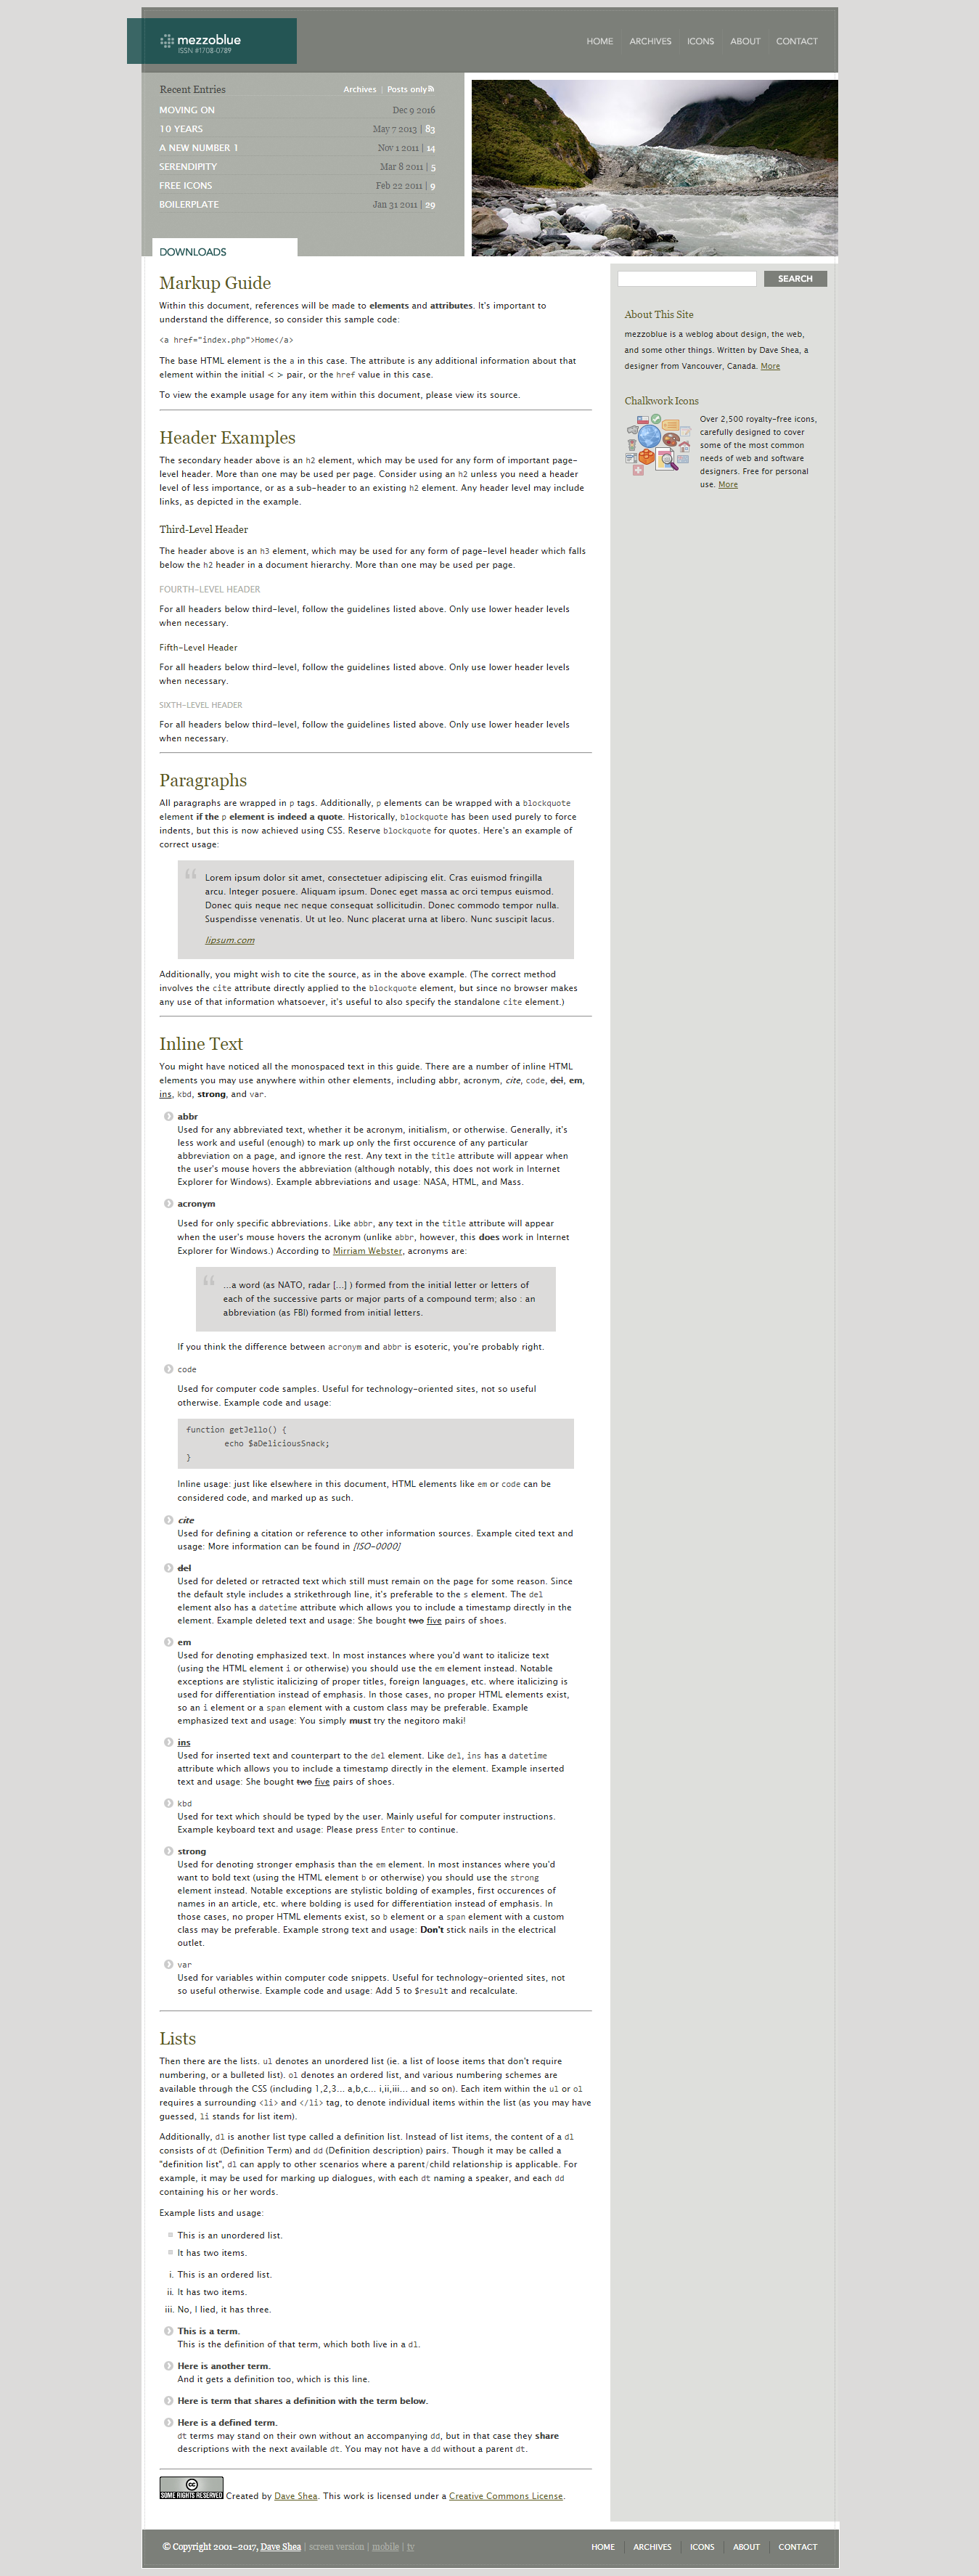 mezzoblue
ISSN #1708-0789
HOME ARCHIVES ICONS ABOUT CONTACT
Recent Entries Archives | Posts only
MOVING ON Dec 9 2016
10 YEARS May 7 2013 | 83
A NEW NUMBER 1 Nov 1 2011 | 14
SERENDIPITY Mar 8 2011 | 5
FREE ICONS Feb 22 2011 | 9
BOILERPLATE Jan 31 2011 | 29
DOWNLOADS
Markup Guide
Within this document, references will be made to elements and attributes. It's important to
understand the difference, so consider this sample code:
<a href="index.php">Home</a>
The base HTML element is the a in this case. The attribute is any additional information about that
element within the initial < > pair, or the href value in this case.
To view the example usage for any item within this document, please view its source.
Header Examples
The secondary header above is an h2 element, which may be used for any form of important page-
level header. More than one may be used per page. Consider using an h2 unless you need a header
level of less importance, or as a sub-header to an existing h2 element. Any header level may include
links, as depicted in the example.
Third-Level Header
The header above is an h3 element, which may be used for any form of page-level header which falls
below the h2 header in a document hierarchy. More than one may be used per page.
FOURTH-LEVEL HEADER
For all headers below third-level, follow the guidelines listed above. Only use lower header levels
when necessary.
Fifth-Level Header
For all headers below third-level, follow the guidelines listed above. Only use lower header levels
when necessary.
SIXTH-LEVEL HEADER
For all headers below third-level, follow the guidelines listed above. Only use lower header levels
when necessary.
Paragraphs
All paragraphs are wrapped in p tags. Additionally, p elements can be wrapped with a blockquote
element if the p element is indeed a quote. Historically, blockquote has been used purely to force
indents, but this is now achieved using CSS. Reserve blockquote for quotes. Here's an example of
correct usage:
“ Lorem ipsum dolor sit amet, consectetuer adipiscing elit. Cras euismod fringilla
arcu. Integer posuere. Aliquam ipsum. Donec eget massa ac orci tempus euismod.
Donec quis neque nec neque consequat sollicitudin. Donec commodo tempor nulla.
Suspendisse venenatis. Ut ut leo. Nunc placerat urna at libero. Nunc suscipit lacus.
lipsum.com
Additionally, you might wish to cite the source, as in the above example. (The correct method
involves the cite attribute directly applied to the blockquote element, but since no browser makes
any use of that information whatsoever, it's useful to also specify the standalone cite element.)
Inline Text
You might have noticed all the monospaced text in this guide. There are a number of inline HTML
elements you may use anywhere within other elements, including abbr, acronym, cite, code, del, em,
ins, kbd, strong, and var.
abbr
Used for any abbreviated text, whether it be acronym, initialism, or otherwise. Generally, it's
less work and useful (enough) to mark up only the first occurence of any particular
abbreviation on a page, and ignore the rest. Any text in the title attribute will appear when
the user's mouse hovers the abbreviation (although notably, this does not work in Internet
Explorer for Windows). Example abbreviations and usage: NASA, HTML, and Mass.
acronym
Used for only specific abbreviations. Like abbr, any text in the title attribute will appear
when the user's mouse hovers the acronym (unlike abbr, however, this does work in Internet
Explorer for Windows.) According to Mirriam Webster, acronyms are:
“ ...a word (as NATO, radar [...] ) formed from the initial letter or letters of
each of the successive parts or major parts of a compound term; also : an
abbreviation (as FBI) formed from initial letters.
If you think the difference between acronym and abbr is esoteric, you're probably right.
code
Used for computer code samples. Useful for technology-oriented sites, not so useful
otherwise. Example code and usage:
function getJello() {
echo $aDeliciousSnack;
}
Inline usage: just like elsewhere in this document, HTML elements like em or code can be
considered code, and marked up as such.
cite
Used for defining a citation or reference to other information sources. Example cited text and
usage: More information can be found in [ISO-0000]
del
Used for deleted or retracted text which still must remain on the page for some reason. Since
the default style includes a strikethrough line, it's preferable to the s element. The del
element also has a datetime attribute which allows you to include a timestamp directly in the
element. Example deleted text and usage: She bought two five pairs of shoes.
em
Used for denoting emphasized text. In most instances where you'd want to italicize text
(using the HTML element i or otherwise) you should use the em element instead. Notable
exceptions are stylistic italicizing of proper titles, foreign languages, etc. where italicizing is
used for differentiation instead of emphasis. In those cases, no proper HTML elements exist,
so an i element or a span element with a custom class may be preferable. Example
emphasized text and usage: You simply must try the negitoro maki!
ins
Used for inserted text and counterpart to the del element. Like del, ins has a datetime
attribute which allows you to include a timestamp directly in the element. Example inserted
text and usage: She bought two five pairs of shoes.
kbd
Used for text which should be typed by the user. Mainly useful for computer instructions.
Example keyboard text and usage: Please press Enter to continue.
strong
Used for denoting stronger emphasis than the em element. In most instances where you'd
want to bold text (using the HTML element b or otherwise) you should use the strong
element instead. Notable exceptions are stylistic bolding of examples, first occurences of
names in an article, etc. where bolding is used for differentiation instead of emphasis. In
those cases, no proper HTML elements exist, so b element or a span element with a custom
class may be preferable. Example strong text and usage: Don't stick nails in the electrical
outlet.
var
Used for variables within computer code snippets. Useful for technology-oriented sites, not
so useful otherwise. Example code and usage: Add 5 to $result and recalculate.
Lists
Then there are the lists. ul denotes an unordered list (ie. a list of loose items that don't require
numbering, or a bulleted list). ol denotes an ordered list, and various numbering schemes are
available through the CSS (including 1,2,3... a,b,c... i,ii,iii... and so on). Each item within the ul or ol
requires a surrounding <li> and </li> tag, to denote individual items within the list (as you may have
guessed, li stands for list item).
Additionally, dl is another list type called a definition list. Instead of list items, the content of a dl
consists of dt (Definition Term) and dd (Definition description) pairs. Though it may be called a
"definition list", dl can apply to other scenarios where a parent/child relationship is applicable. For
example, it may be used for marking up dialogues, with each dt naming a speaker, and each dd
containing his or her words.
Example lists and usage:
This is an unordered list.
It has two items.
i. This is an ordered list.
ii. It has two items.
iii. No, I lied, it has three.
This is a term.
This is the definition of that term, which both live in a dl.
Here is another term.
And it gets a definition too, which is this line.
Here is term that shares a definition with the term below.
Here is a defined term.
dt terms may stand on their own without an accompanying dd, but in that case they share
descriptions with the next available dt. You may not have a dd without a parent dt.
cc
SOME RIGHTS RESERVED Created by Dave Shea. This work is licensed under a Creative Commons License.
SEARCH
About This Site
mezzoblue is a weblog about design, the web,
and some other things. Written by Dave Shea, a
designer from Vancouver, Canada. More
Chalkwork Icons
Over 2,500 royalty-free icons,
carefully designed to cover
some of the most common
needs of web and software
designers. Free for personal
use. More
© Copyright 2001–2017, Dave Shea | screen version | mobile | tv
HOME ARCHIVES ICONS ABOUT CONTACT